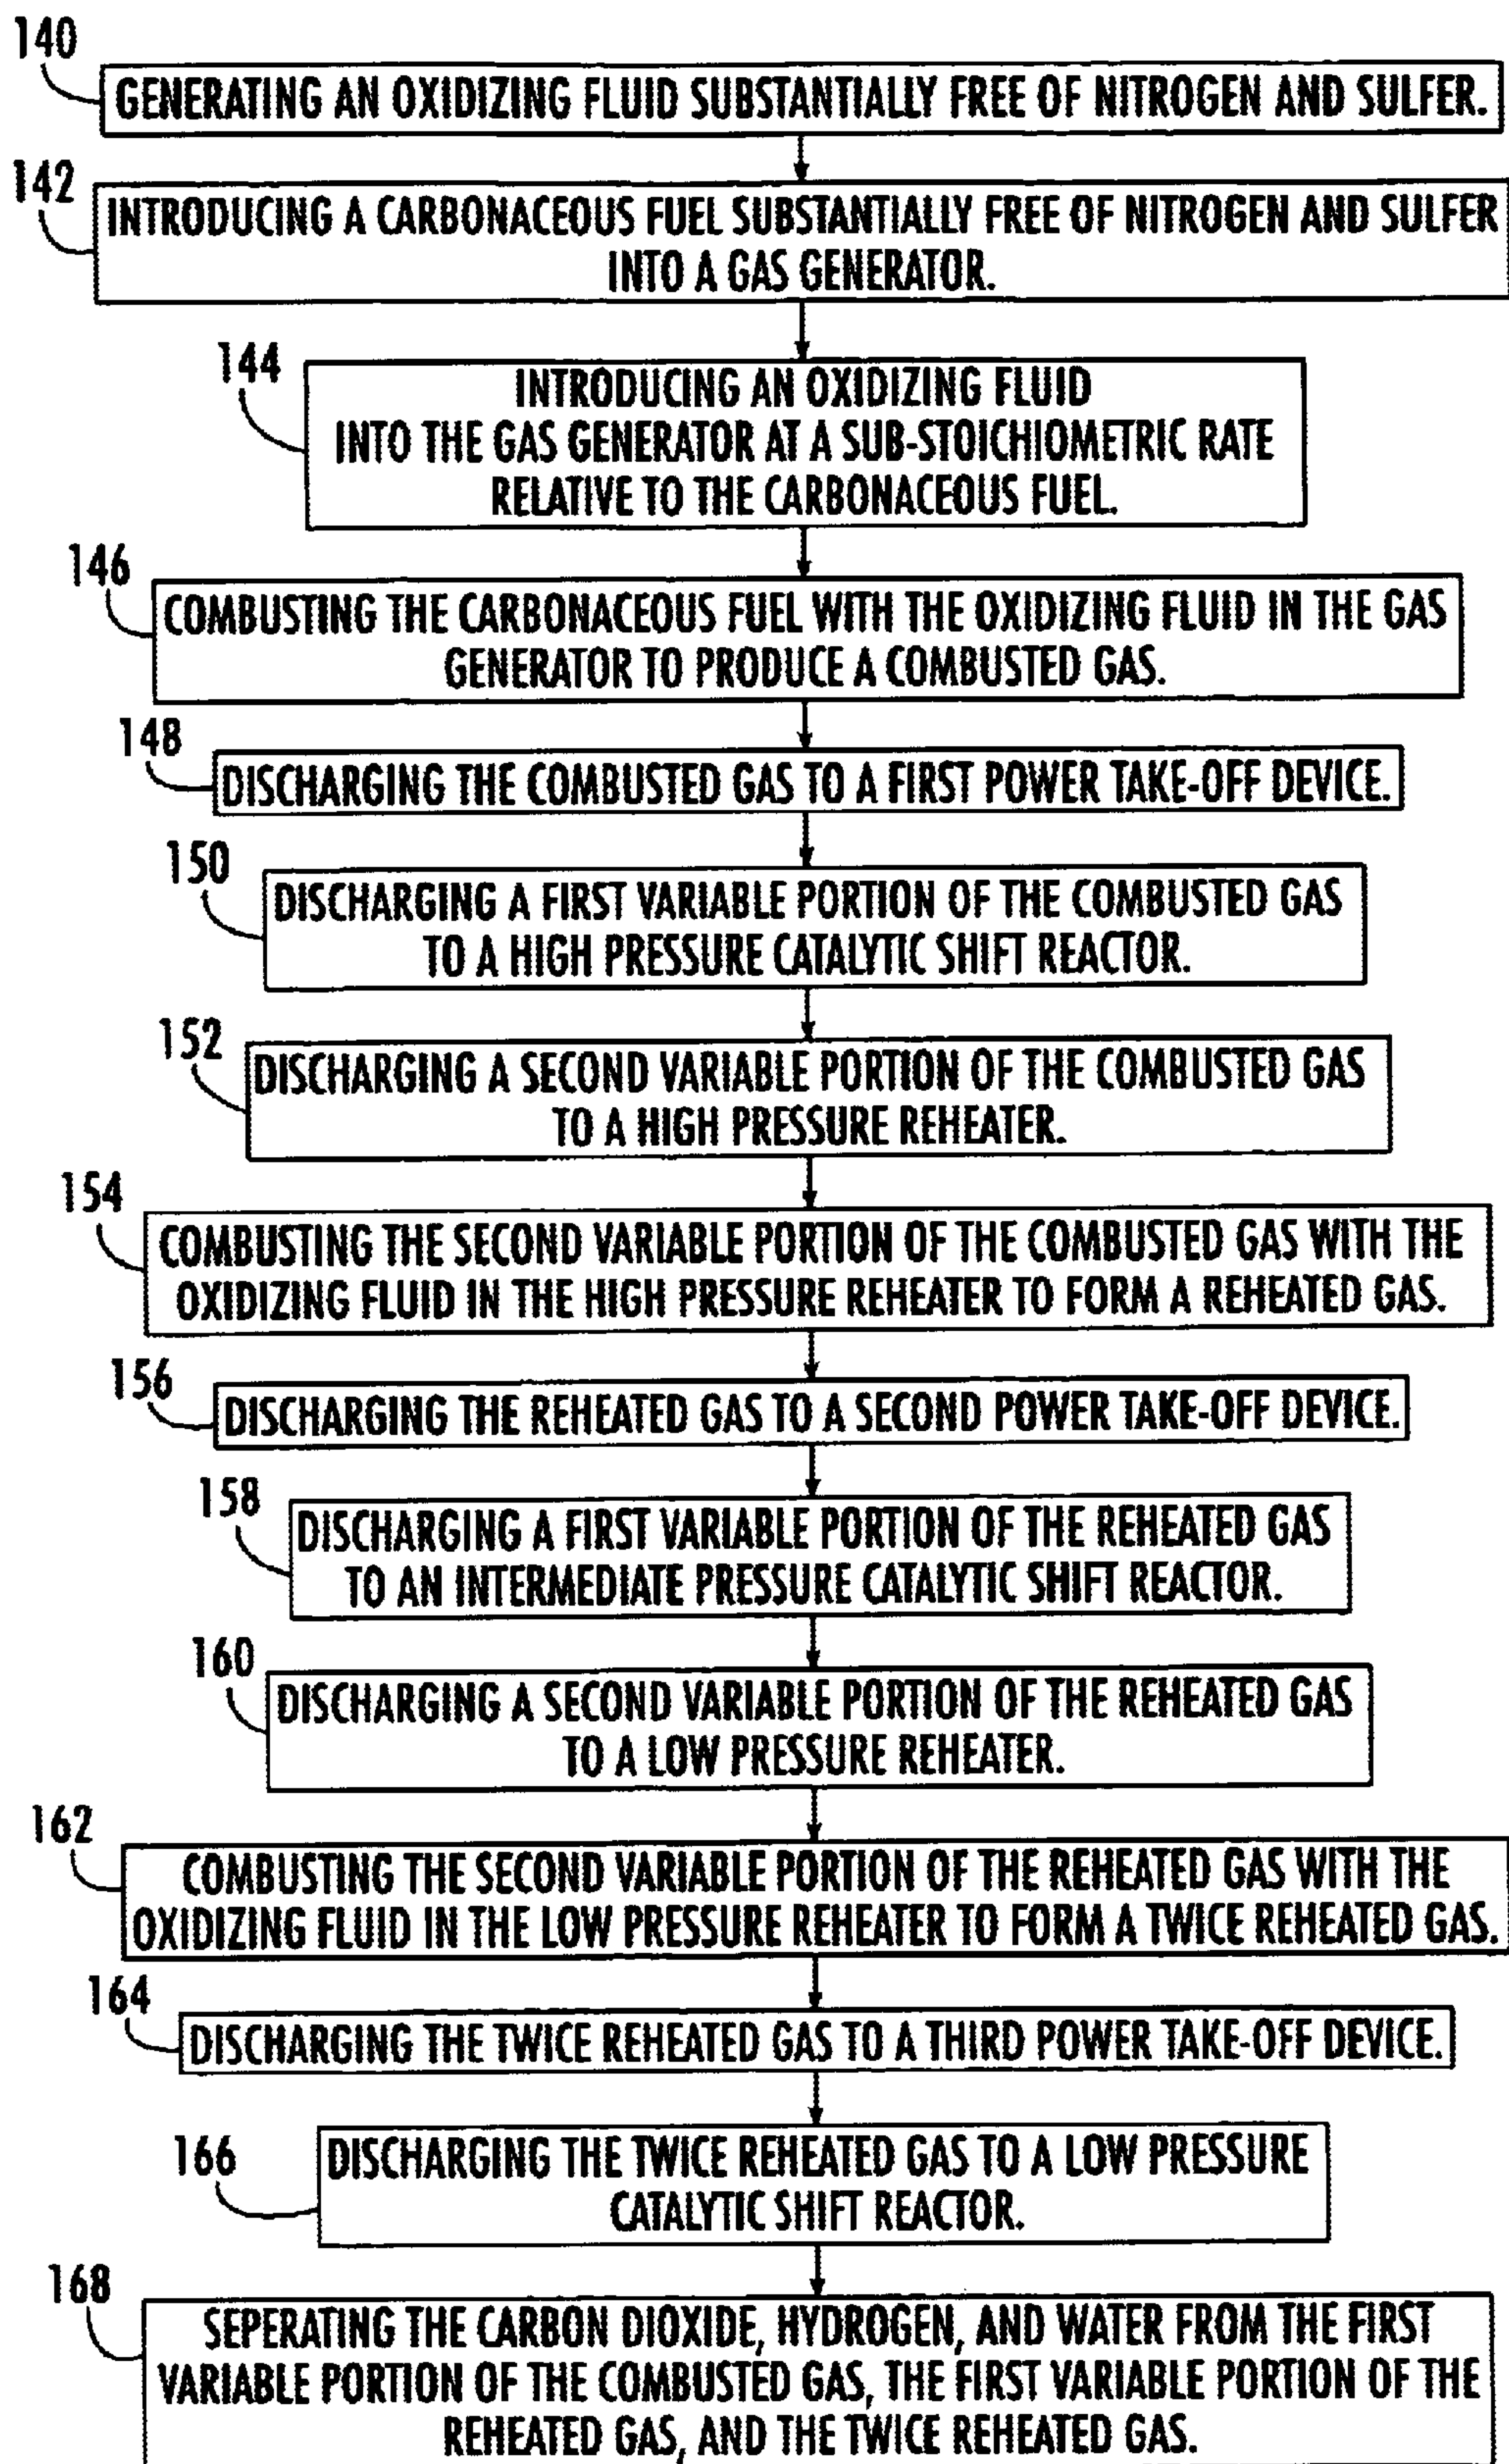 140
GENERATING AN OXIDIZING FLUID SUBSTANTIALLY FREE OF NITROGEN AND SULFER.
142
INTRODUCING A CARBONACEOUS FUEL SUBSTANTIALLY FREE OF NITROGEN AND SULFER
INTO A GAS GENERATOR.
144
INTRODUCING AN OXIDIZING FLUID
INTO THE GAS GENERATOR AT A SUB-STOICHIOMETRIC RATE
RELATIVE TO THE CARBONACEOUS FUEL.
146
COMBUSTING THE CARBONACEOUS FUEL WITH THE OXIDIZING FLUID IN THE GAS
GENERATOR TO PRODUCE A COMBUSTED GAS.
148
DISCHARGING THE COMBUSTED GAS TO A FIRST POWER TAKE-OFF DEVICE.
150
DISCHARGING A FIRST VARIABLE PORTION OF THE COMBUSTED GAS
TO A HIGH PRESSURE CATALYTIC SHIFT REACTOR.
152
DISCHARGING A SECOND VARIABLE PORTION OF THE COMBUSTED GAS
TO A HIGH PRESSURE REHEATER.
154
COMBUSTING THE SECOND VARIABLE PORTION OF THE COMBUSTED GAS WITH THE
OXIDIZING FLUID IN THE HIGH PRESSURE REHEATER TO FORM A REHEATED GAS.
156
DISCHARGING THE REHEATED GAS TO A SECOND POWER TAKE-OFF DEVICE.
158
DISCHARGING A FIRST VARIABLE PORTION OF THE REHEATED GAS
TO AN INTERMEDIATE PRESSURE CATALYTIC SHIFT REACTOR.
160
DISCHARGING A SECOND VARIABLE PORTION OF THE REHEATED GAS
TO A LOW PRESSURE REHEATER.
162
COMBUSTING THE SECOND VARIABLE PORTION OF THE REHEATED GAS WITH THE
OXIDIZING FLUID IN THE LOW PRESSURE REHEATER TO FORM A TWICE REHEATED GAS.
164
DISCHARGING THE TWICE REHEATED GAS TO A THIRD POWER TAKE-OFF DEVICE.
166
DISCHARGING THE TWICE REHEATED GAS TO A LOW PRESSURE
CATALYTIC SHIFT REACTOR.
168
SEPERATING THE CARBON DIOXIDE, HYDROGEN, AND WATER FROM THE FIRST
VARIABLE PORTION OF THE COMBUSTED GAS, THE FIRST VARIABLE PORTION OF THE
REHEATED GAS, AND THE TWICE REHEATED GAS.